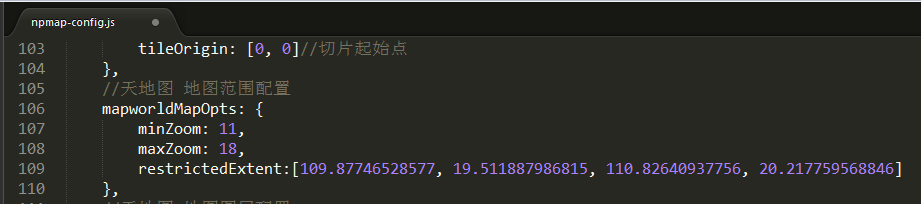 npmap-config.js
103 tileOrigin: [0, 0]//切片起始点
104 },
105 //天地图 地图范围配置
106 mapworldMapOpts: {
107 minZoom: 11,
108 maxZoom: 18,
109 restrictedExtent:[109.87746528577, 19.511887986815, 110.82640937756, 20.217759568846]
110 },